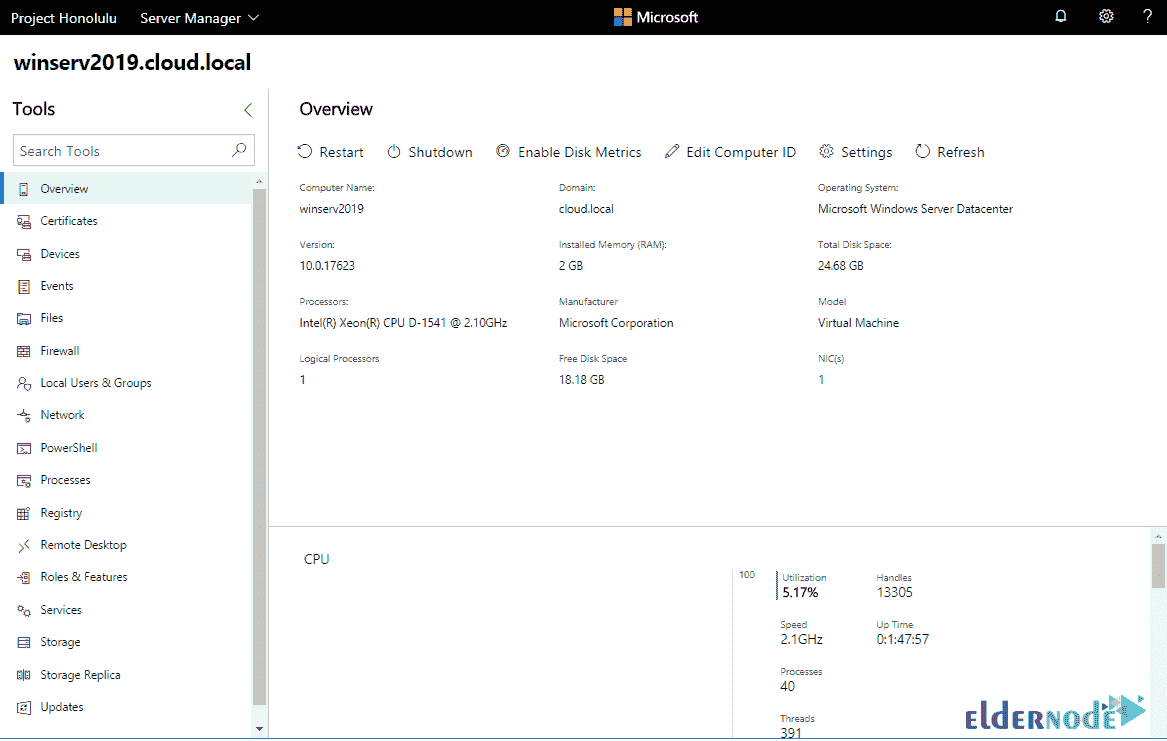 Project Honolulu Server Manager Microsoft ?
winserv2019.cloud.local
Tools
Search Tools
Overview
Certificates
Devices
Events
Files
Firewall
Local Users & Groups
Network
PowerShell
Processes
Registry
Remote Desktop
Roles & Features
Services
Storage
Storage Replica
Updates
Overview
Restart Shutdown Enable Disk Metrics Edit Computer ID Settings Refresh
Computer Name: Domain: Operating System:
winserv2019 cloud.local Microsoft Windows Server Datacenter
Version: Installed Memory (RAM): Total Disk Space:
10.0.17623 2 GB 24.68 GB
Processors: Manufacturer Model
Intel(R) Xeon(R) CPU D-1541 @ 2.10GHz Microsoft Corporation Virtual Machine
Logical Processors Free Disk Space NIC(s)
1 18.18 GB 1
CPU
100
Utilization Handles
5.17% 13305
Speed Up Time
2.1GHz 0:1:47:57
Processes
40
Threads
391
ELDERNODE